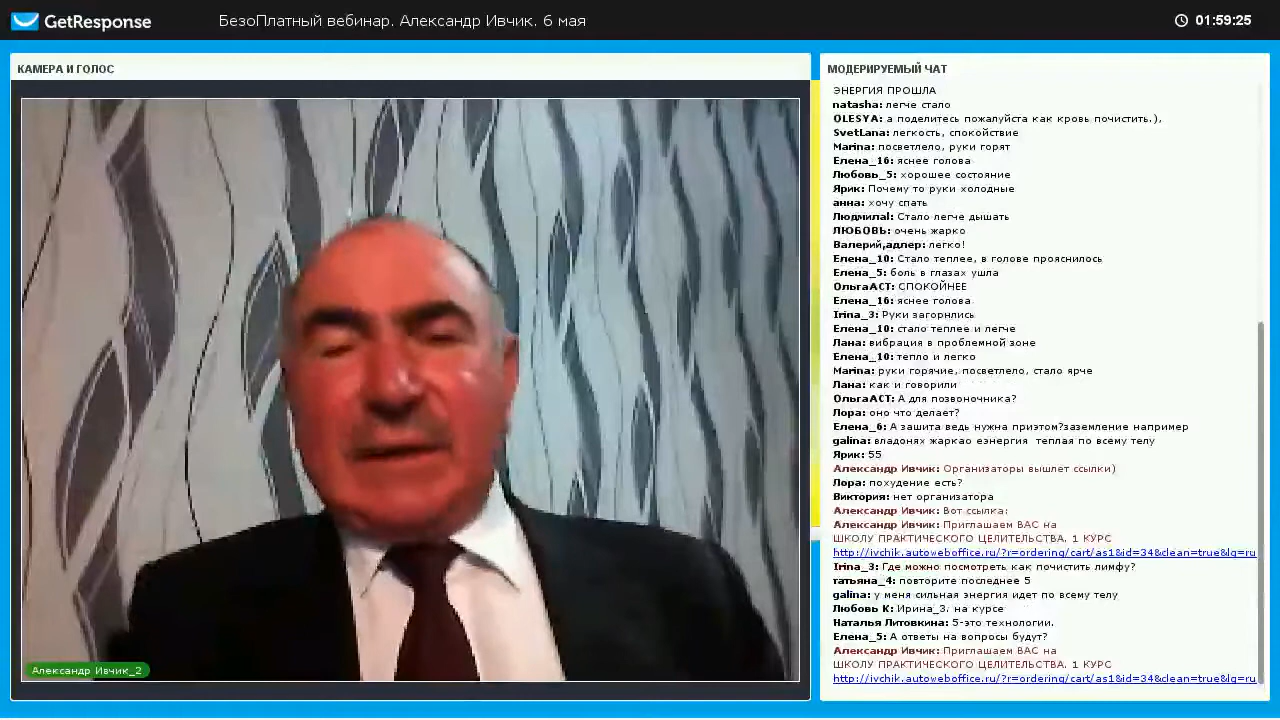 GetResponse
БезоПлатный вебинар. Александр Ивчик. 6 мая
01:59:25
КАМЕРА И ГОЛОС
Александр Ивчик_2
МОДЕРИРУЕМЫЙ ЧАТ
ЭНЕРГИЯ ПРОШЛА
natasha: легче стало
OLESYA: а поделитесь пожалуйста как кровь почистить.),
SvetLana: легкость, спокойствие
Marina: посветлело, руки горят
Елена_16: яснее голова
Любовь_5: хорошее состояние
Ярик: Почему то руки холодные
анна: хочу спать
Людмилаl: Стало легче дышать
ЛЮБОВЬ: очень жарко
Валерий,адлер: легко!
Елена_10: Стало теплее, в голове прояснилось
Елена_5: боль в глазах ушла
ОльгаАСТ: СПОКОЙНЕЕ
Елена_16: яснее голова
Irina_3: Руки загорнлись
Елена_10: стало теплее и легче
Лана: вибрация в проблемной зоне
Елена_10: тепло и легко
Marina: руки горячие, посветлело, стало ярче
Лана: как и говорили
ОльгаАСТ: А для позвоночника?
Лора: оно что делает?
Елена_6: А зашита ведь нужна приэтом?заземление например
galina: владонях жаркао еэнергия  теплая по всему телу
Ярик: 55
Александр Ивчик: Организаторы вышлет ссылки)
Лора: похудение есть?
Виктория: нет организатора
Александр Ивчик: Вот ссылка:
Александр Ивчик: Приглашаем ВАС на
ШКОЛУ ПРАКТИЧЕСКОГО ЦЕЛИТЕЛЬСТВА. 1 КУРС
http://ivchik.autoweboffice.ru/?r=ordering/cart/as1&id=34&clean=true&lg=ru
Irina_3: Где можно посмотреть как почистить лимфу?
татьяна_4: повторите последнее 5
galina: у меня сильная энергия идет по всему телу
Любовь К: Ирина_3. на курсе
Наталья Литовкина: 5-это технологии.
Елена_5: А ответы на вопросы будут?
Александр Ивчик: Приглашаем ВАС на
ШКОЛУ ПРАКТИЧЕСКОГО ЦЕЛИТЕЛЬСТВА. 1 КУРС
http://ivchik.autoweboffice.ru/?r=ordering/cart/as1&id=34&clean=true&lg=ru